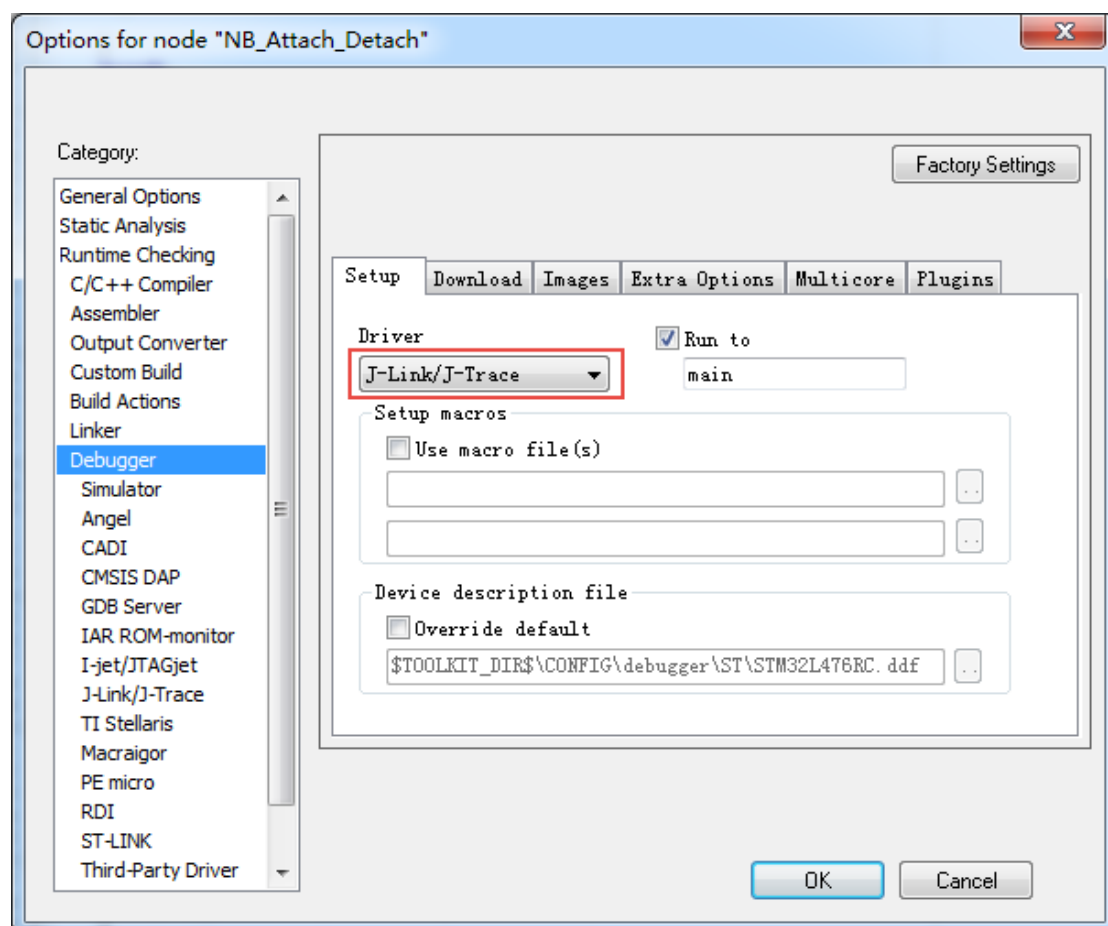 Options for node "NB_Attach_Detach"
Category:
Factory Settings
General Options
Static Analysis
Runtime Checking
C/C++ Compiler
Assembler
Output Converter
Custom Build
Build Actions
Linker
Debugger
Simulator
Angel
CADI
CMSIS DAP
GDB Server
IAR ROM-monitor
I-jet/JTAGjet
J-Link/J-Trace
TI Stellaris
Macraigor
PE micro
RDI
ST-LINK
Third-Party Driver
Setup Download Images Extra Options Multicore Plugins
Driver
Run to
J-Link/J-Trace
main
Setup macros
Use macro file(s)
..
..
Device description file
Override default
$TOOLKIT_DIR$\CONFIG\debugger\ST\STM32L476RC.ddf
..
OK Cancel